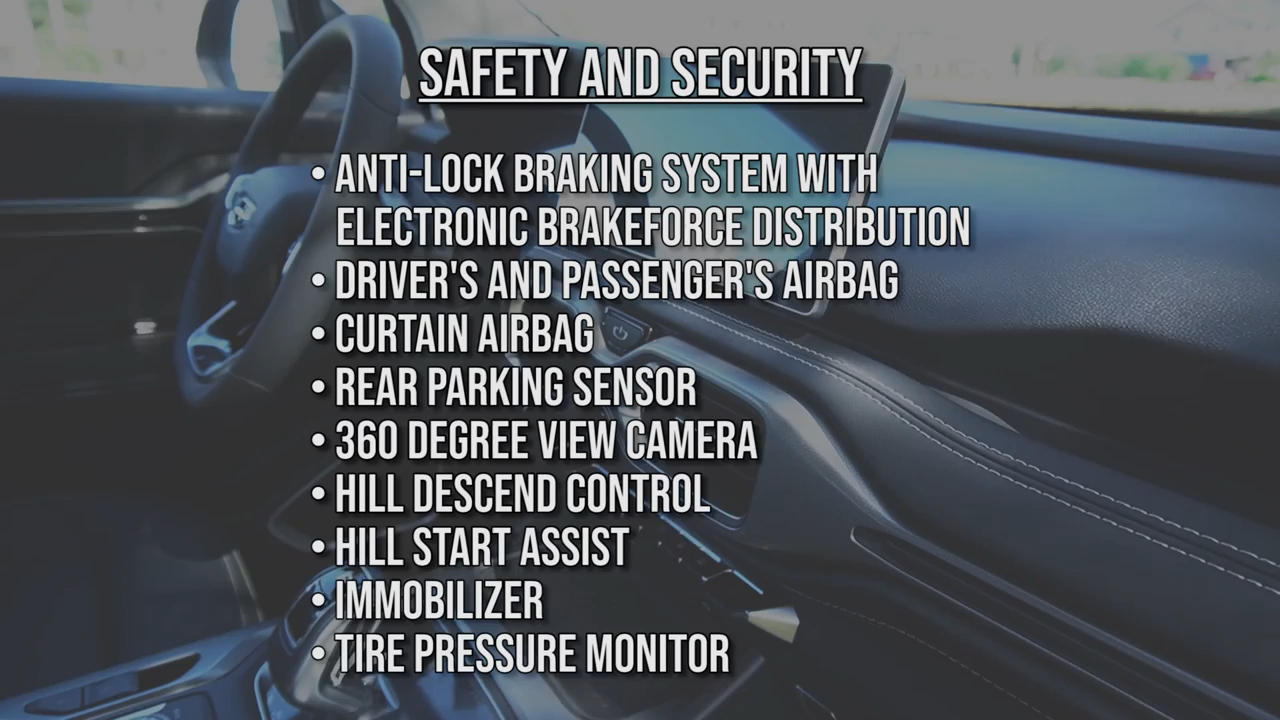 SAFETY AND SECURITY
• ANTI-LOCK BRAKING SYSTEM WITH
ELECTRONIC BRAKEFORCE DISTRIBUTION
• DRIVER'S AND PASSENGER'S AIRBAG
• CURTAIN AIRBAG
• REAR PARKING SENSOR
• 360 DEGREE VIEW CAMERA
• HILL DESCEND CONTROL
• HILL START ASSIST
• IMMOBILIZER
• TIRE PRESSURE MONITOR